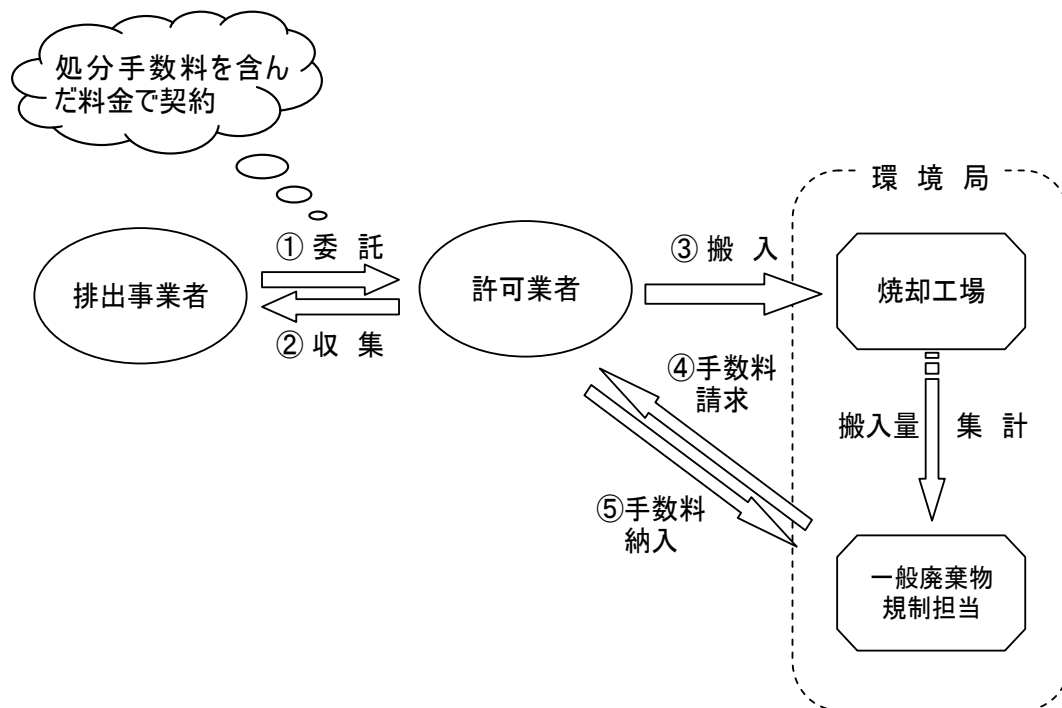 処分手数料を含ん
だ料金で契約
環 境 局
① 委 託
③ 搬 入
排出事業者
許可業者
焼却工場
② 収 集
④手数料
請求
搬入量 集 計
⑤手数料
納入
一般廃棄物
規制担当